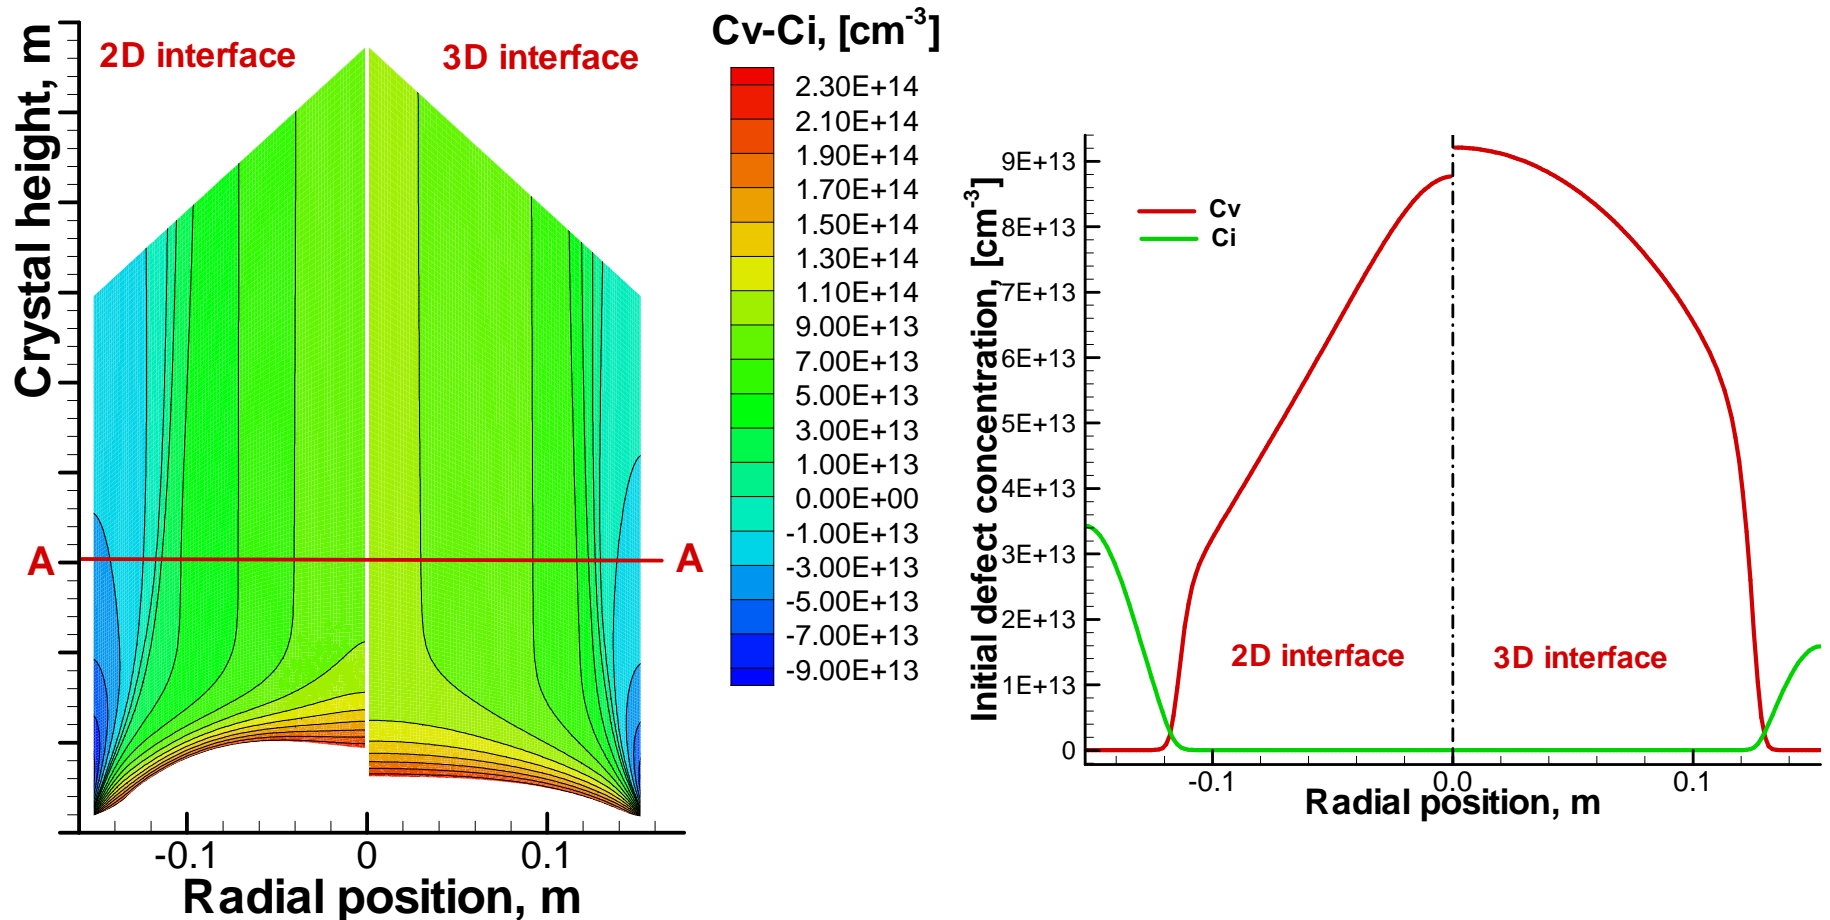 2D interface
3D interface
Crystal height, m
A
A
-0.1
0
0.1
Radial position, m
Cv-Ci, [cm-3]
2.30E+14
2.10E+14
1.90E+14
1.70E+14
1.50E+14
1.30E+14
1.10E+14
9.00E+13
7.00E+13
5.00E+13
3.00E+13
1.00E+13
0.00E+00
-1.00E+13
-3.00E+13
-5.00E+13
-7.00E+13
-9.00E+13
Initial defect concentration, [cm-3]
9E+13
8E+13
7E+13
6E+13
5E+13
4E+13
3E+13
2E+13
1E+13
0
Cv
Ci
2D interface
3D interface
-0.1
0.0
0.1
Radial position, m